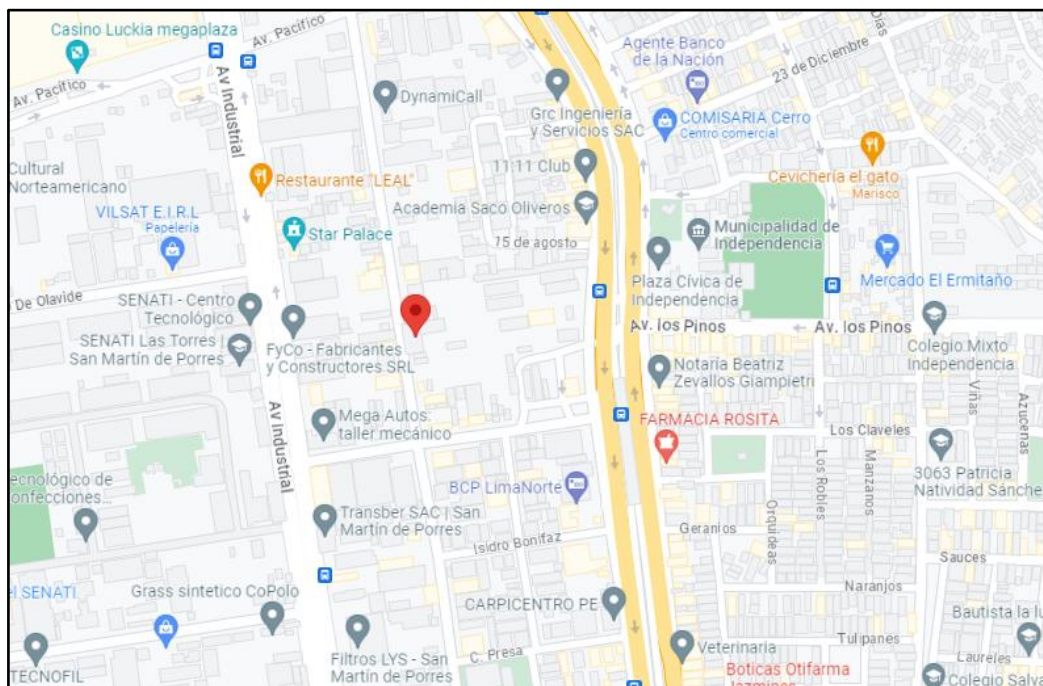 Casino Luckia megaplaza
Av. Pacífico
Av. Pacífico
Av Industrial
DynamiCall
Grc Ingeniería
y Servicios SAC
Agente Banco
de la Nación
23 de Diciembre
COMISARIA Cerro
Centro comercial
11:11 Club
Cevichería el gato
Marisco
Cultural
Norteamericano
Restaurante "LEAL"
Academia Saco Oliveros
VILSAT E.I.R.L
Papelería
Star Palace
15 de agosto
Municipalidad de
Independencia
Plaza Cívica de
Independencia
Mercado El Ermitaño
De Olavide
SENATI - Centro
Tecnológico
SENATI Las Torres |
San Martín de Porres
FyCo - Fabricantes
y Constructores SRL
Av. los Pinos
Av. los Pinos
Colegio Mixto
Independencia
Notaría Beatriz
Zevallos Giampietri
Viñas
Azucenas
Av Industrial
Mega Autos:
taller mecánico
FARMACIA ROSITA
Los Claveles
Los Robles
Manzanos
3063 Patricia
Natividad Sánche
ecnológico de
onfecciones...
BCP LimaNorte
Transber SAC | San
Martín de Porres
Orquideas
Geranios
Isidro Bonifaz
Sauces
Naranjos
el SENATI
Grass sintetico CoPolo
CARPICENTRO PE
Bautista la lu
Tulipanes
Laureles
TECNOFIL
Filtros LYS - San
Martín de Porres
C. Presa
Veterinaria
Boticas Otifarma
Colegio Salva